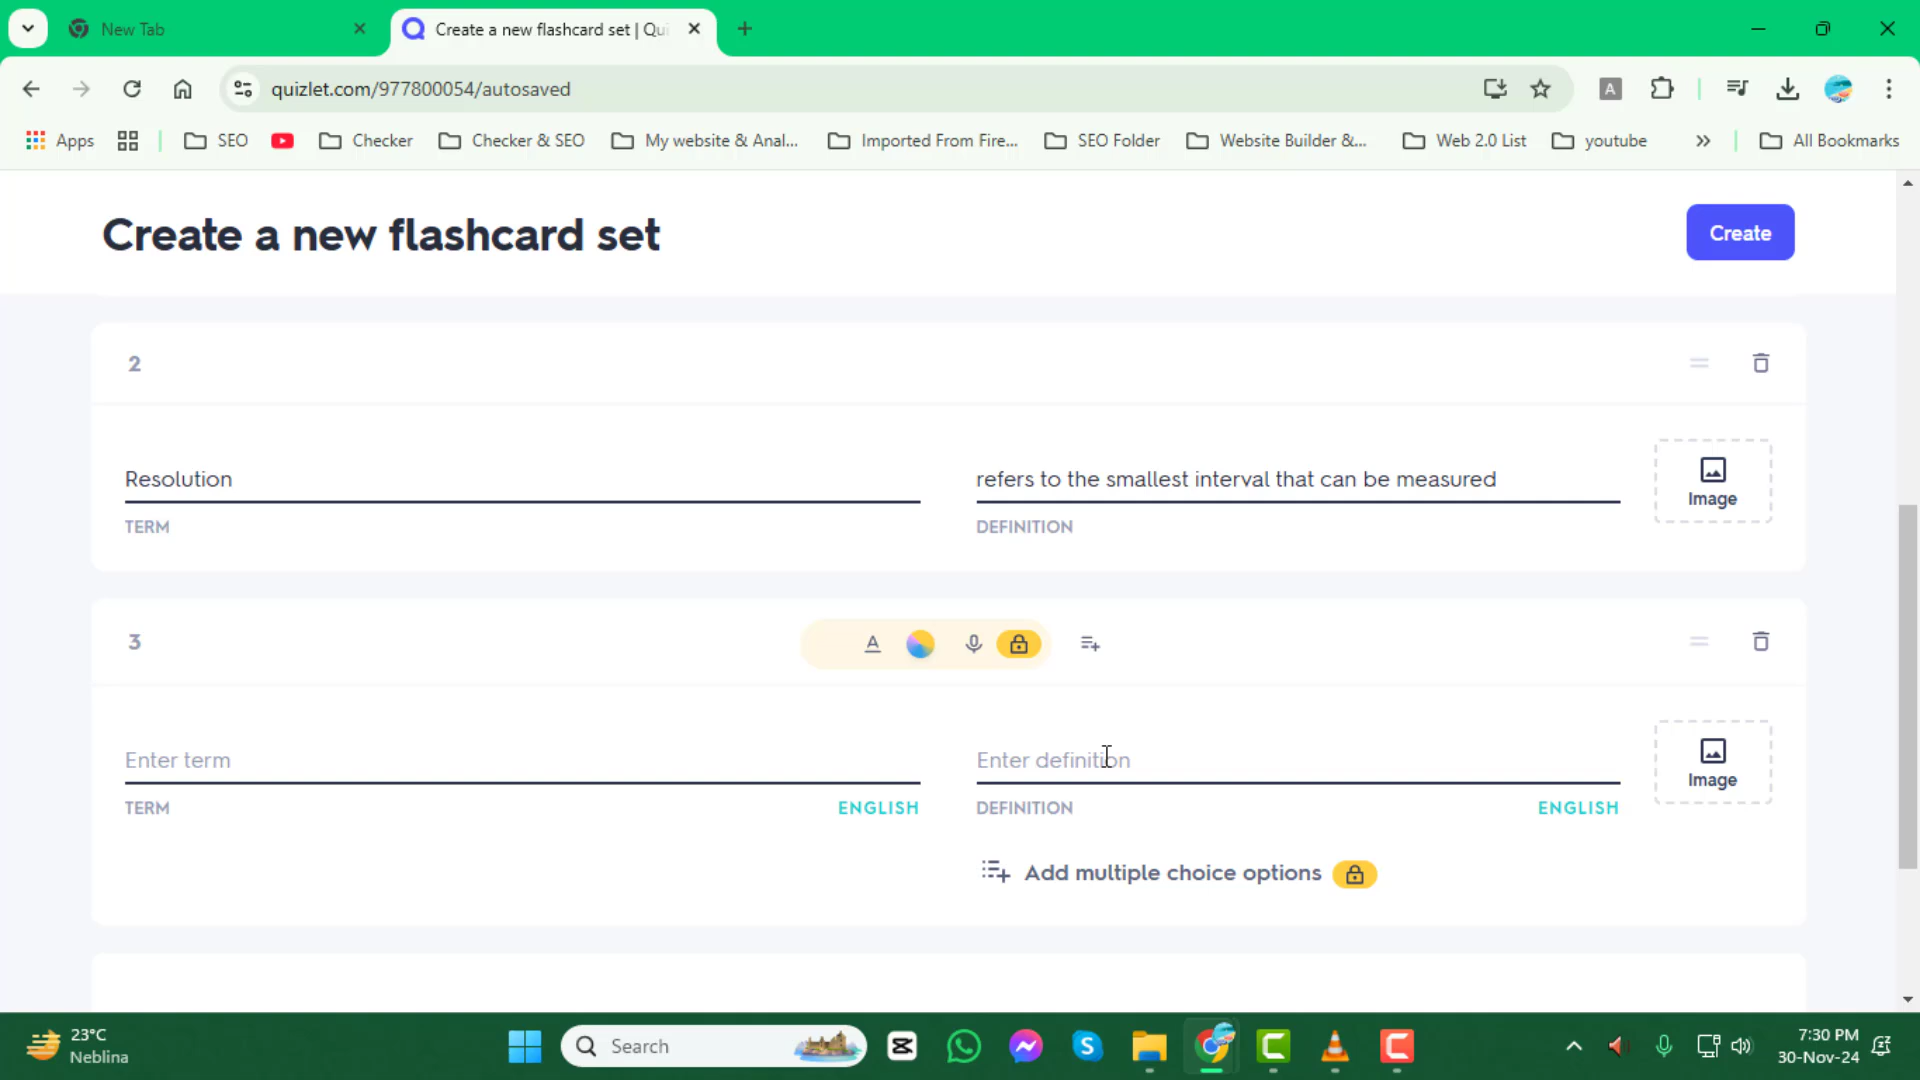 New Tab
Create a new flashcard set | Qui
quizlet.com/977800054/autosaved
A
Apps
SEO
Checker
Checker & SEO
My website & Anal...
Imported From Fire...
SEO Folder
Website Builder &...
Web 2.0 List
youtube
All Bookmarks
Create a new flashcard set
Create
2
Resolution
refers to the smallest interval that can be measured
Image
TERM
DEFINITION
3
Enter term
Enter definition
Image
TERM
ENGLISH
DEFINITION
ENGLISH
Add multiple choice options
23°C
Neblina
Search
7:30 PM
30-Nov-24